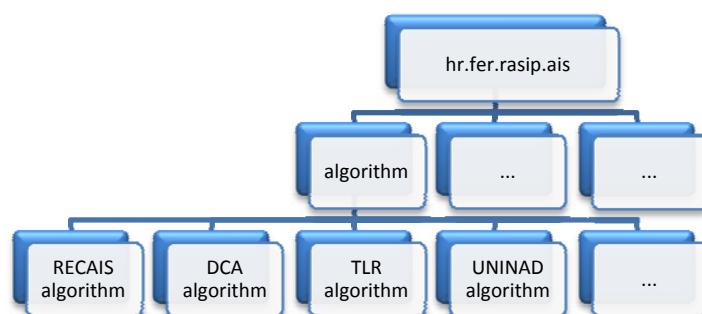 hr.fer.rasip.ais
algorithm
...
...
RECAIS
algorithm
DCA
algorithm
TLR
algorithm
UNINAD
algorithm
...